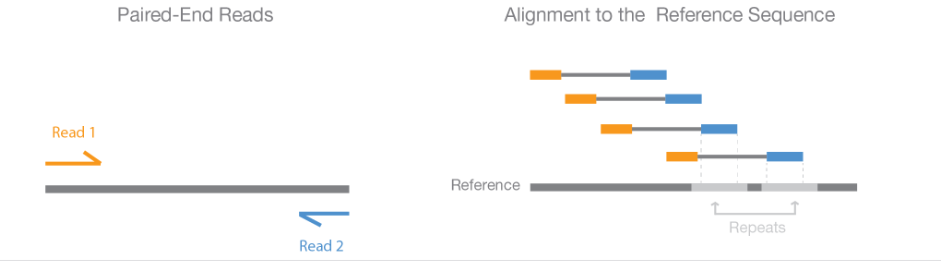 Paired-End Reads
Alignment to the Reference Sequence
Read 1
Read 2
Reference
Repeats